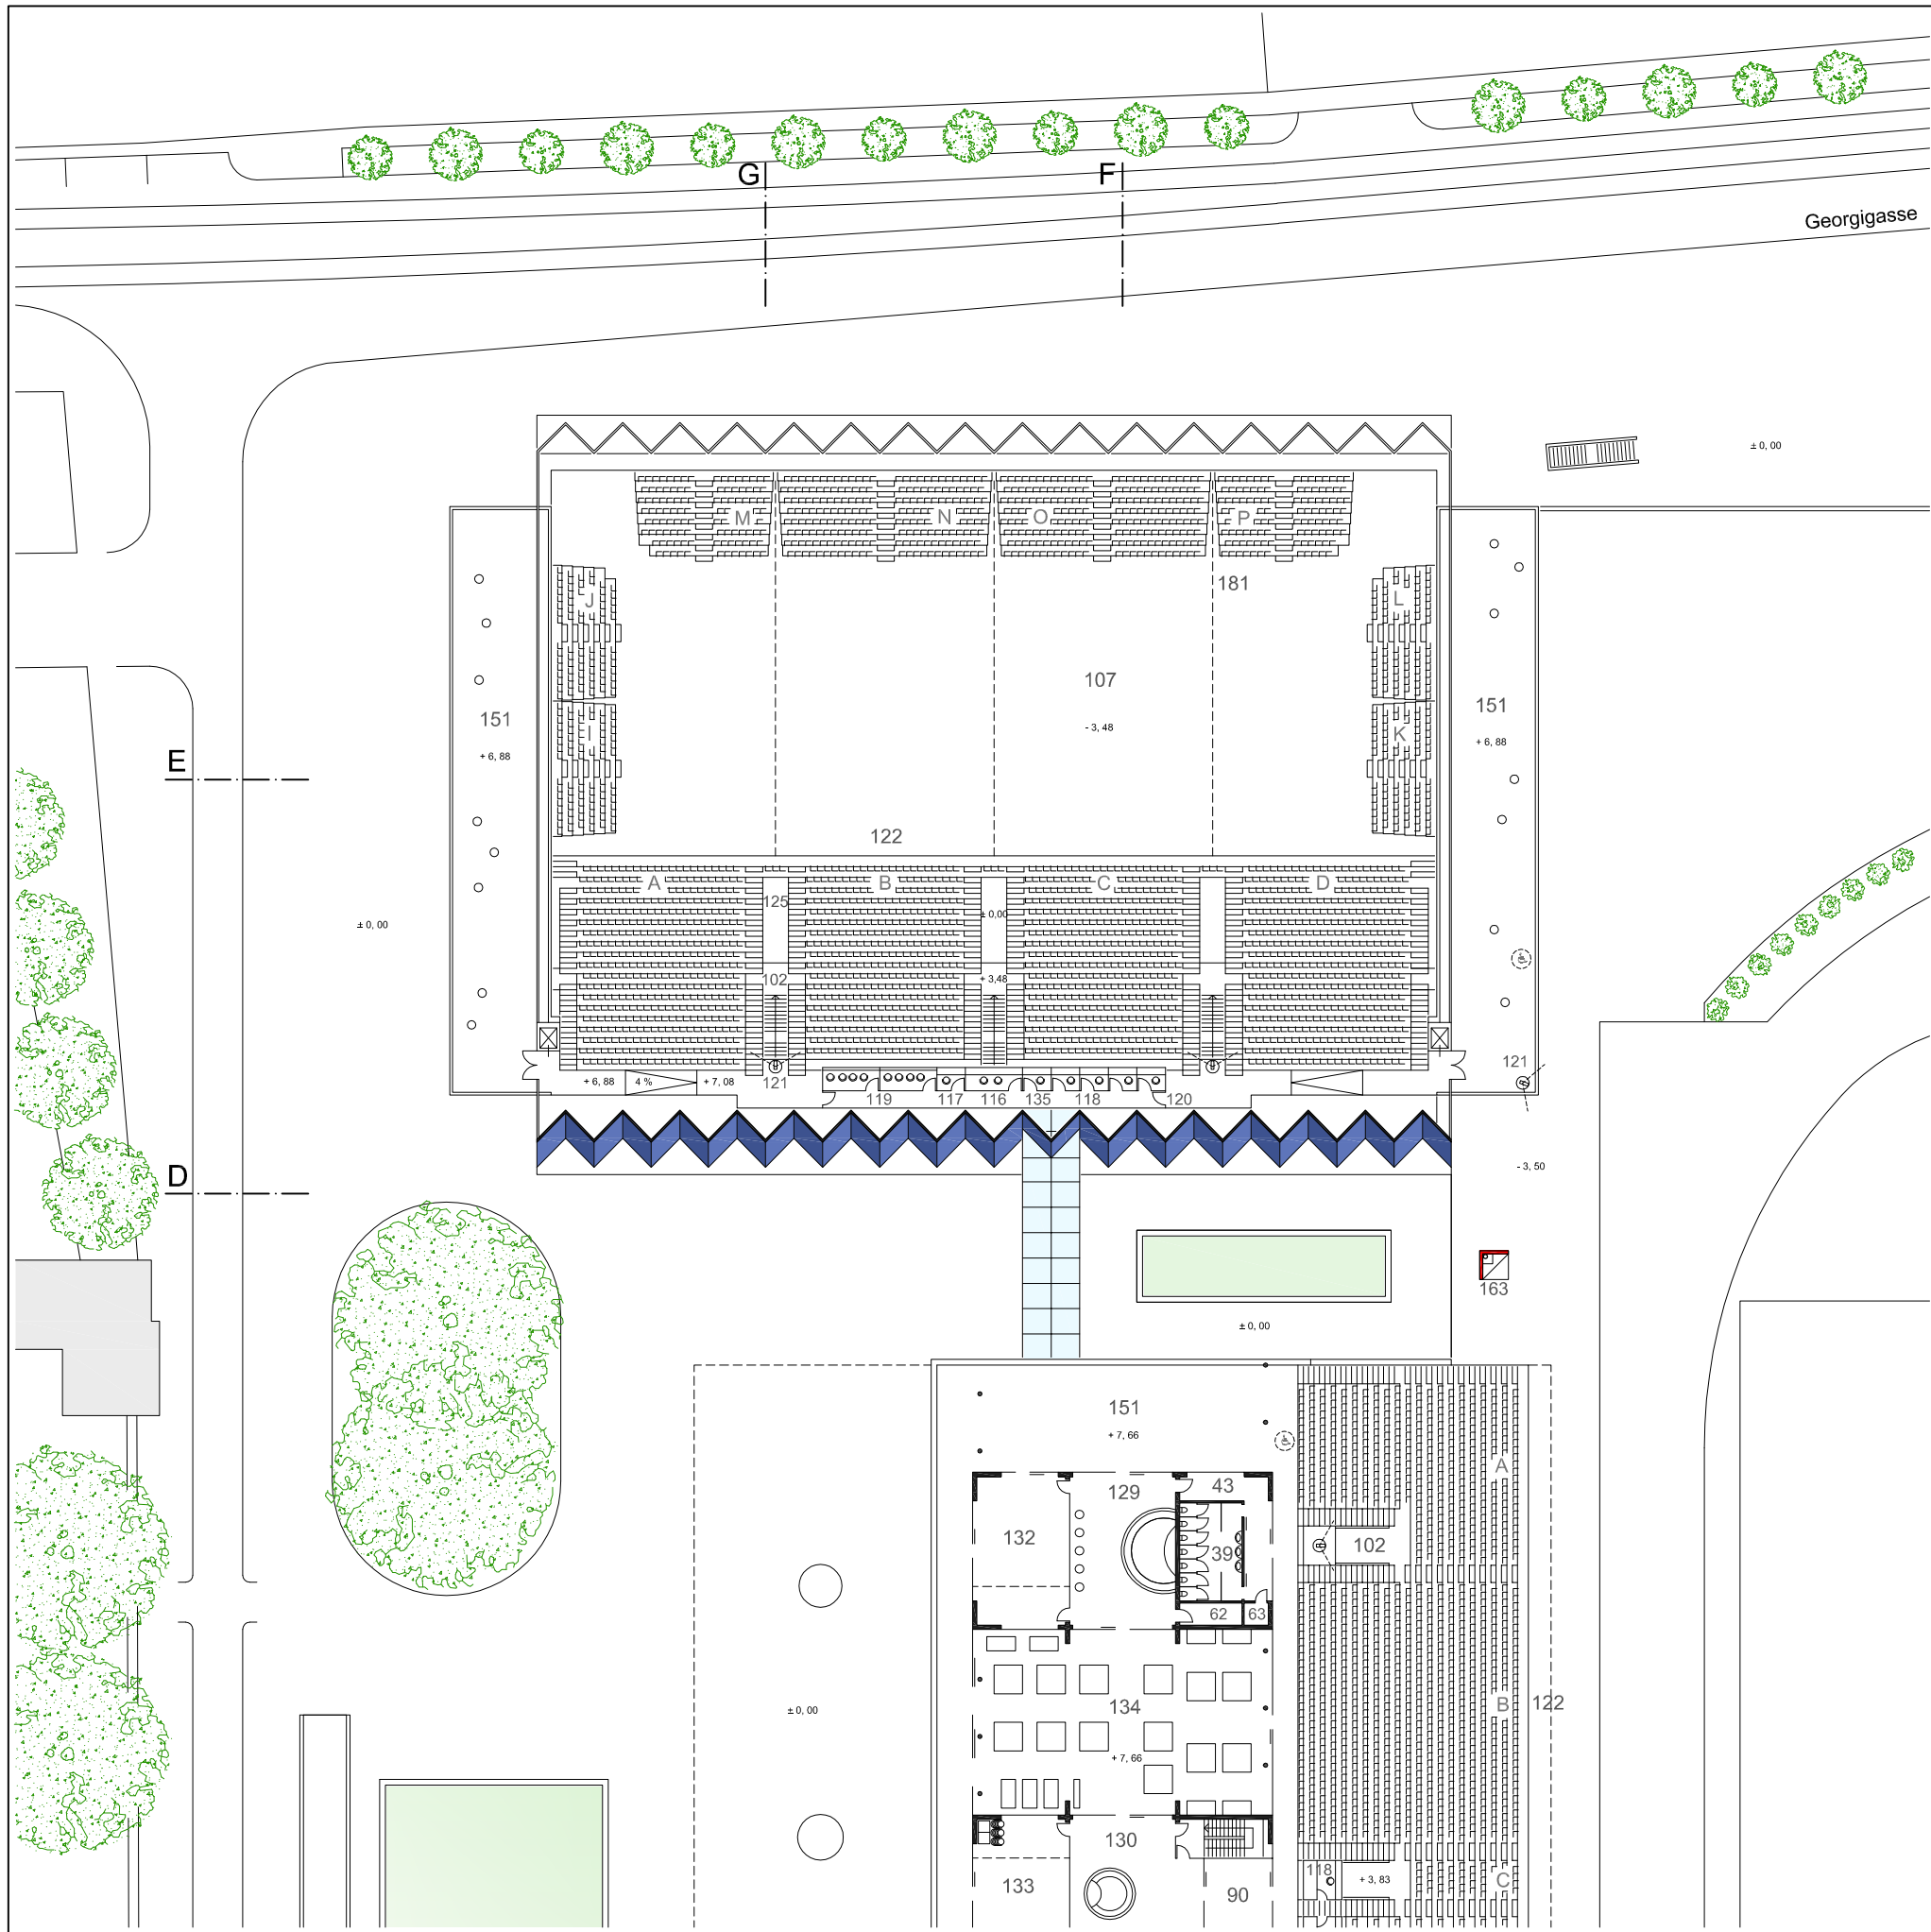 G
F
Georgigasse
± 0, 00
M
N
O
P
181
J
L
107
151
151
- 3, 48
+ 6, 88
+ 6, 88
I
K
E
122
A
B
C
D
125
± 0,00
± 0, 00
102
+ 3,48
121
+ 6, 88
4 %
+ 7, 08
121
119
117
116
135
118
120
- 3, 50
D
163
± 0, 00
151
+ 7, 66
A
43
129
132
39
102
62
63
134
B
122
± 0, 00
+ 7, 66
130
118
+ 3, 83
C
133
90